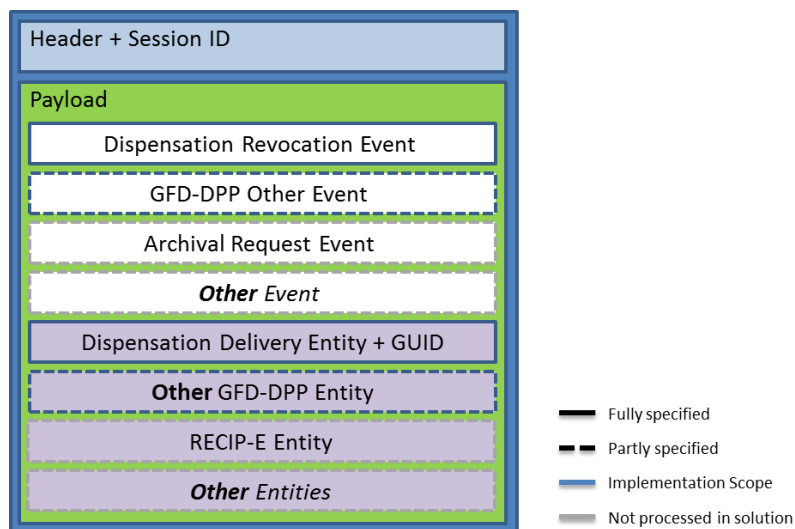 Header + Session ID
Payload
Dispensation Revocation Event
GFD-DPP Other Event
Archival Request Event
Other Event
Dispensation Delivery Entity + GUID
Other GFD-DPP Entity
RECIP-E Entity
Other Entities
Fully specified
Partly specified
Implementation Scope
Not processed in solution